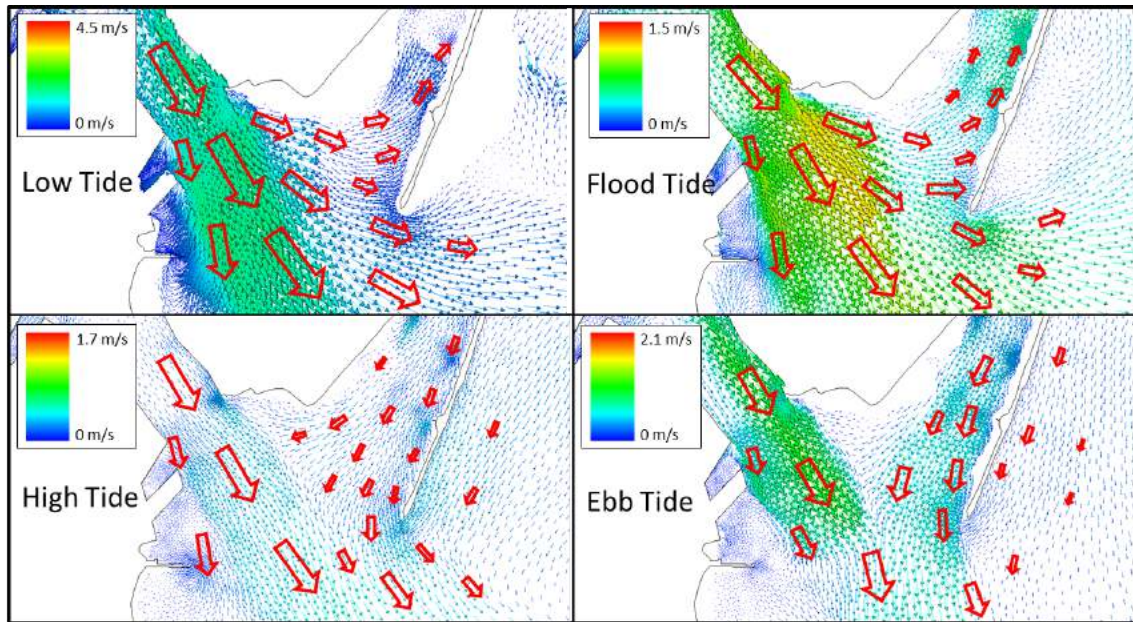 4.5 m/s
0 m/s
Low Tide
1.5 m/s
0 m/s
Flood Tide
1.7 m/s
0 m/s
High Tide
2.1 m/s
0 m/s
Ebb Tide